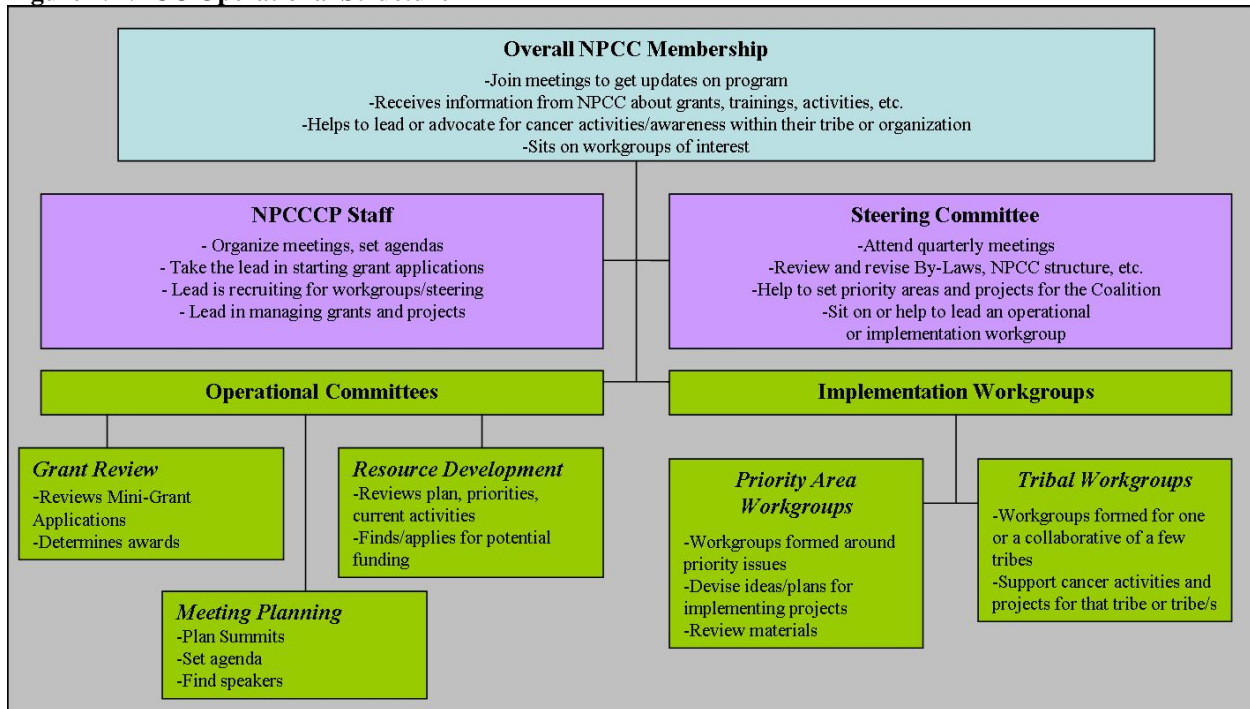 Overall NPCC Membership
-Join meetings to get updates on program
-Receives information from NPCC about grants, trainings, activities, etc.
-Helps to lead or advocate for cancer activities/awareness within their tribe or organization
-Sits on workgroups of interest
NPCCCP Staff
- Organize meetings, set agendas
- Take the lead in starting grant applications
- Lead is recruiting for workgroups/steering
- Lead in managing grants and projects
Steering Committee
-Attend quarterly meetings
-Review and revise By-Laws, NPCC structure, etc.
-Help to set priority areas and projects for the Coalition
-Sit on or help to lead an operational
or implementation workgroup
Operational Committees
Implementation Workgroups
Grant Review
-Reviews Mini-Grant
Applications
-Determines awards
Resource Development
-Reviews plan, priorities,
current activities
-Finds/applies for potential
funding
Meeting Planning
-Plan Summits
-Set agenda
-Find speakers
Priority Area
Workgroups
-Workgroups formed around
priority issues
-Devise ideas/plans for
implementing projects
-Review materials
Tribal Workgroups
-Workgroups formed for one
or a collaborative of a few
tribes
-Support cancer activities and
projects for that tribe or tribe/s